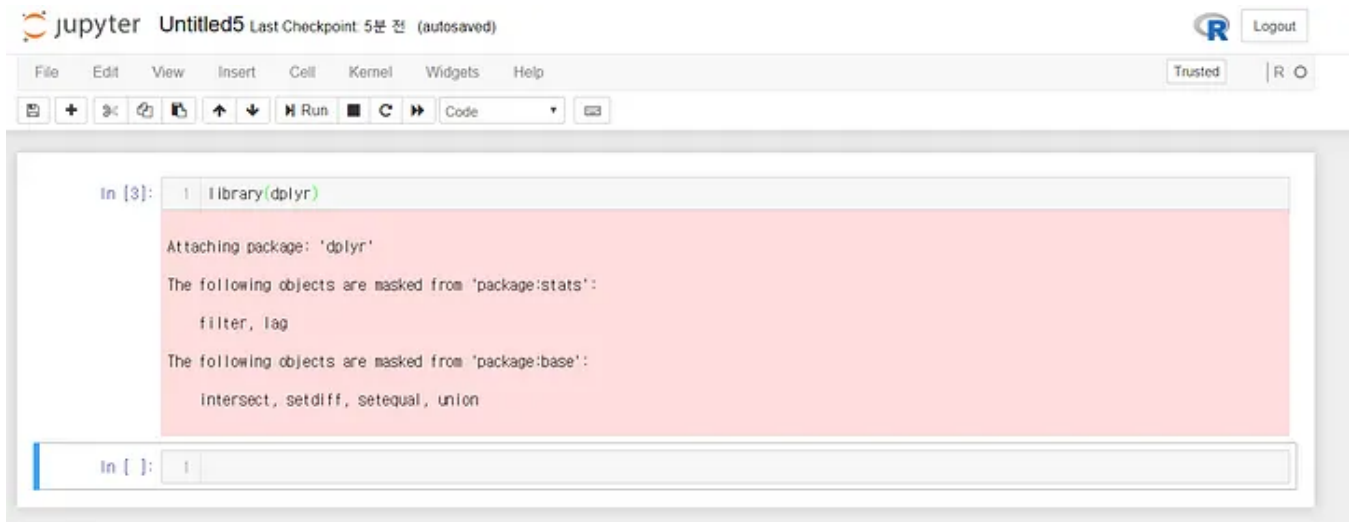 jupyter Untitled5 Last Checkpoint: 5분 전 (autosaved) R Logout
File Edit View Insert Cell Kernel Widgets Help Trusted R
Run Code
In [3]: 1 library(dplyr)
Attaching package: 'dplyr'
The following objects are masked from 'package:stats':
filter, lag
The following objects are masked from 'package:base':
intersect, setdiff, setequal, union
In [ ]: 1